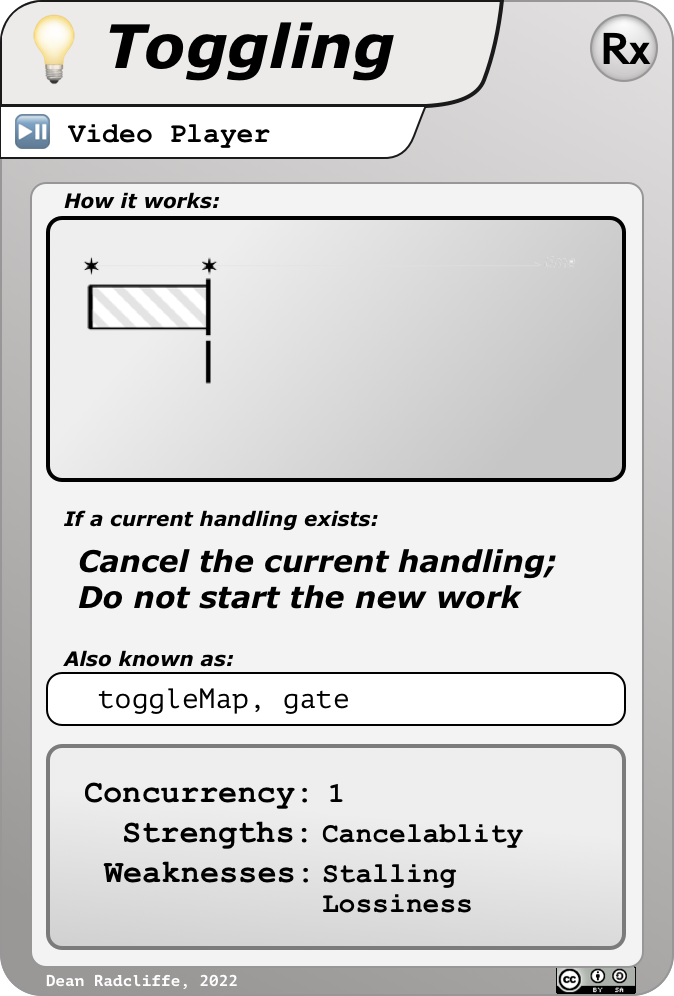 Toggling
Rx
Video Player
How it works:
If a current handling exists:
Cancel the current handling;
Do not start the new work
Also known as:
toggleMap, gate
Concurrency: 1
Strengths: Cancelablity
Weaknesses: Stalling
Lossiness
Dean Radcliffe, 2022
cc BY SA